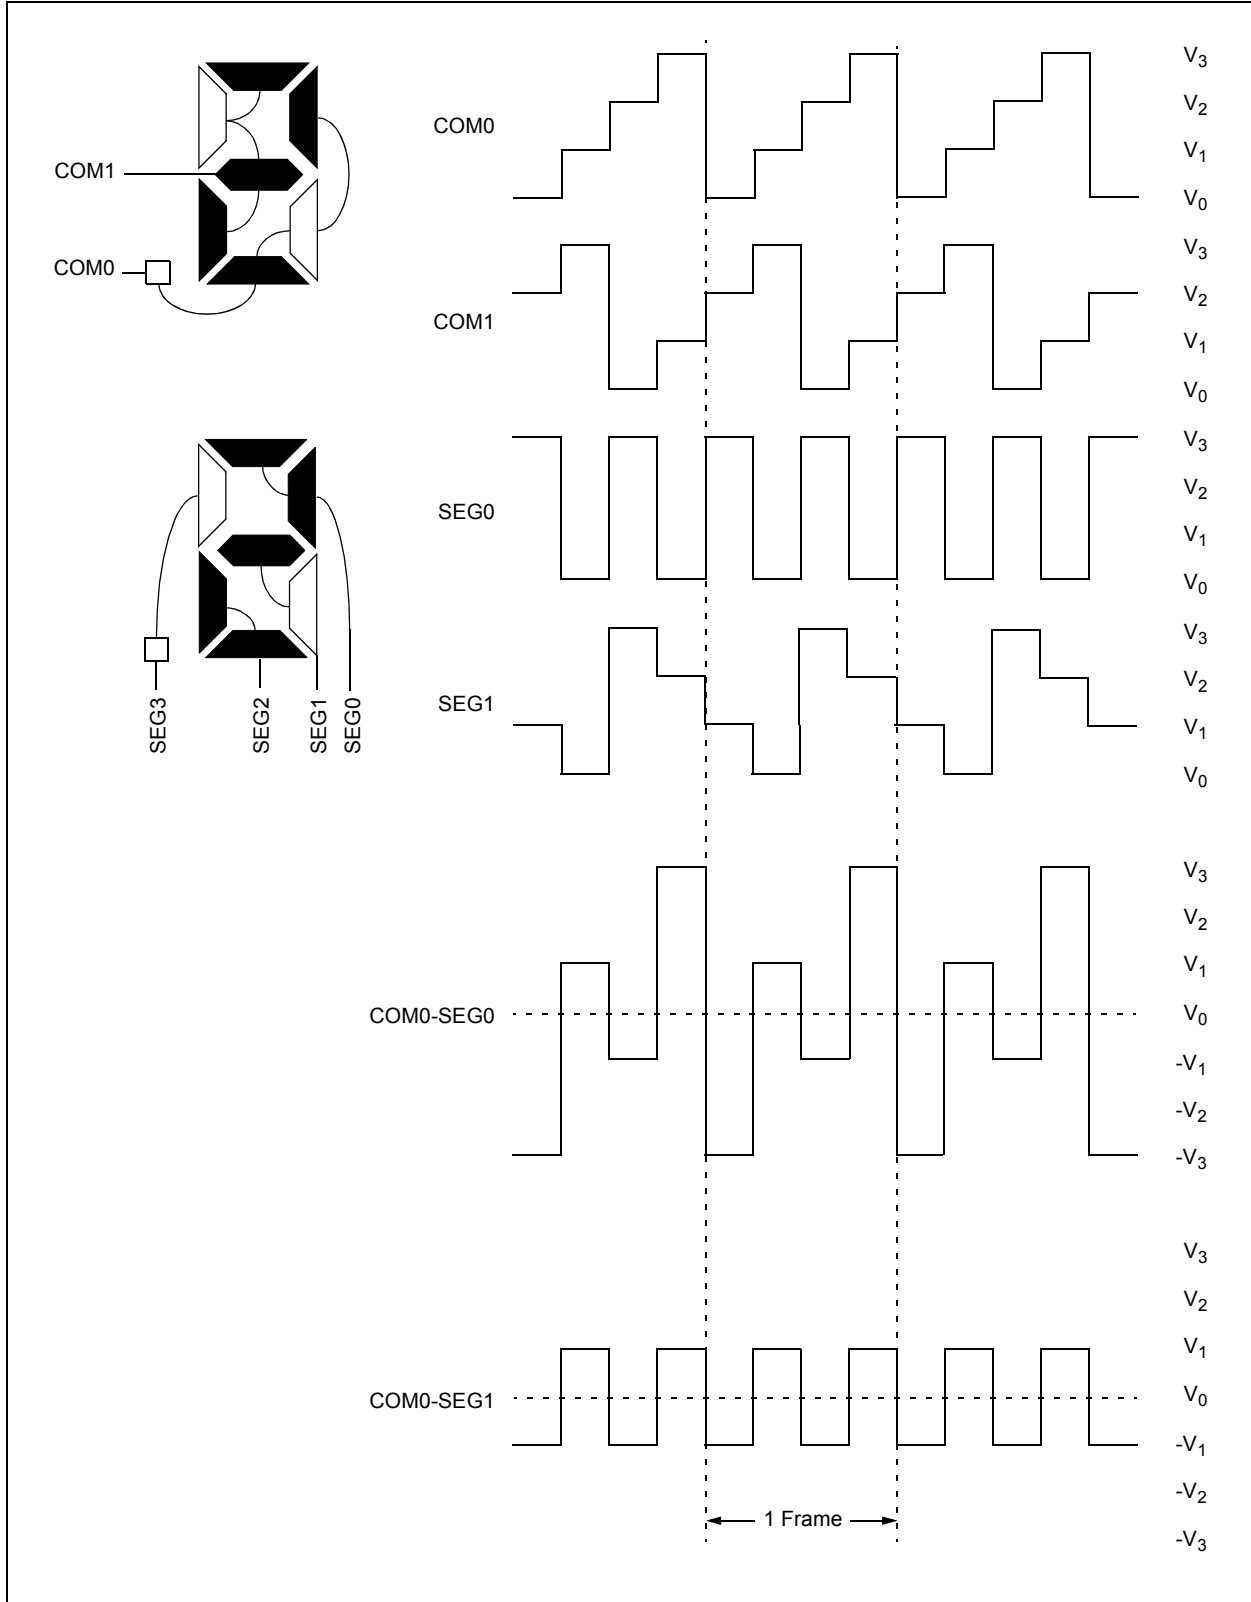 COM1
COM0
SEG3
SEG2
SEG1
SEG0
COM0
V3
V2
V1
V0
COM1
V3
V2
V1
V0
SEG0
V3
V2
V1
V0
SEG1
V3
V2
V1
V0
COM0-SEG0
V3
V2
V1
V0
-V1
-V2
-V3
COM0-SEG1
V3
V2
V1
V0
-V1
-V2
-V3
1 Frame